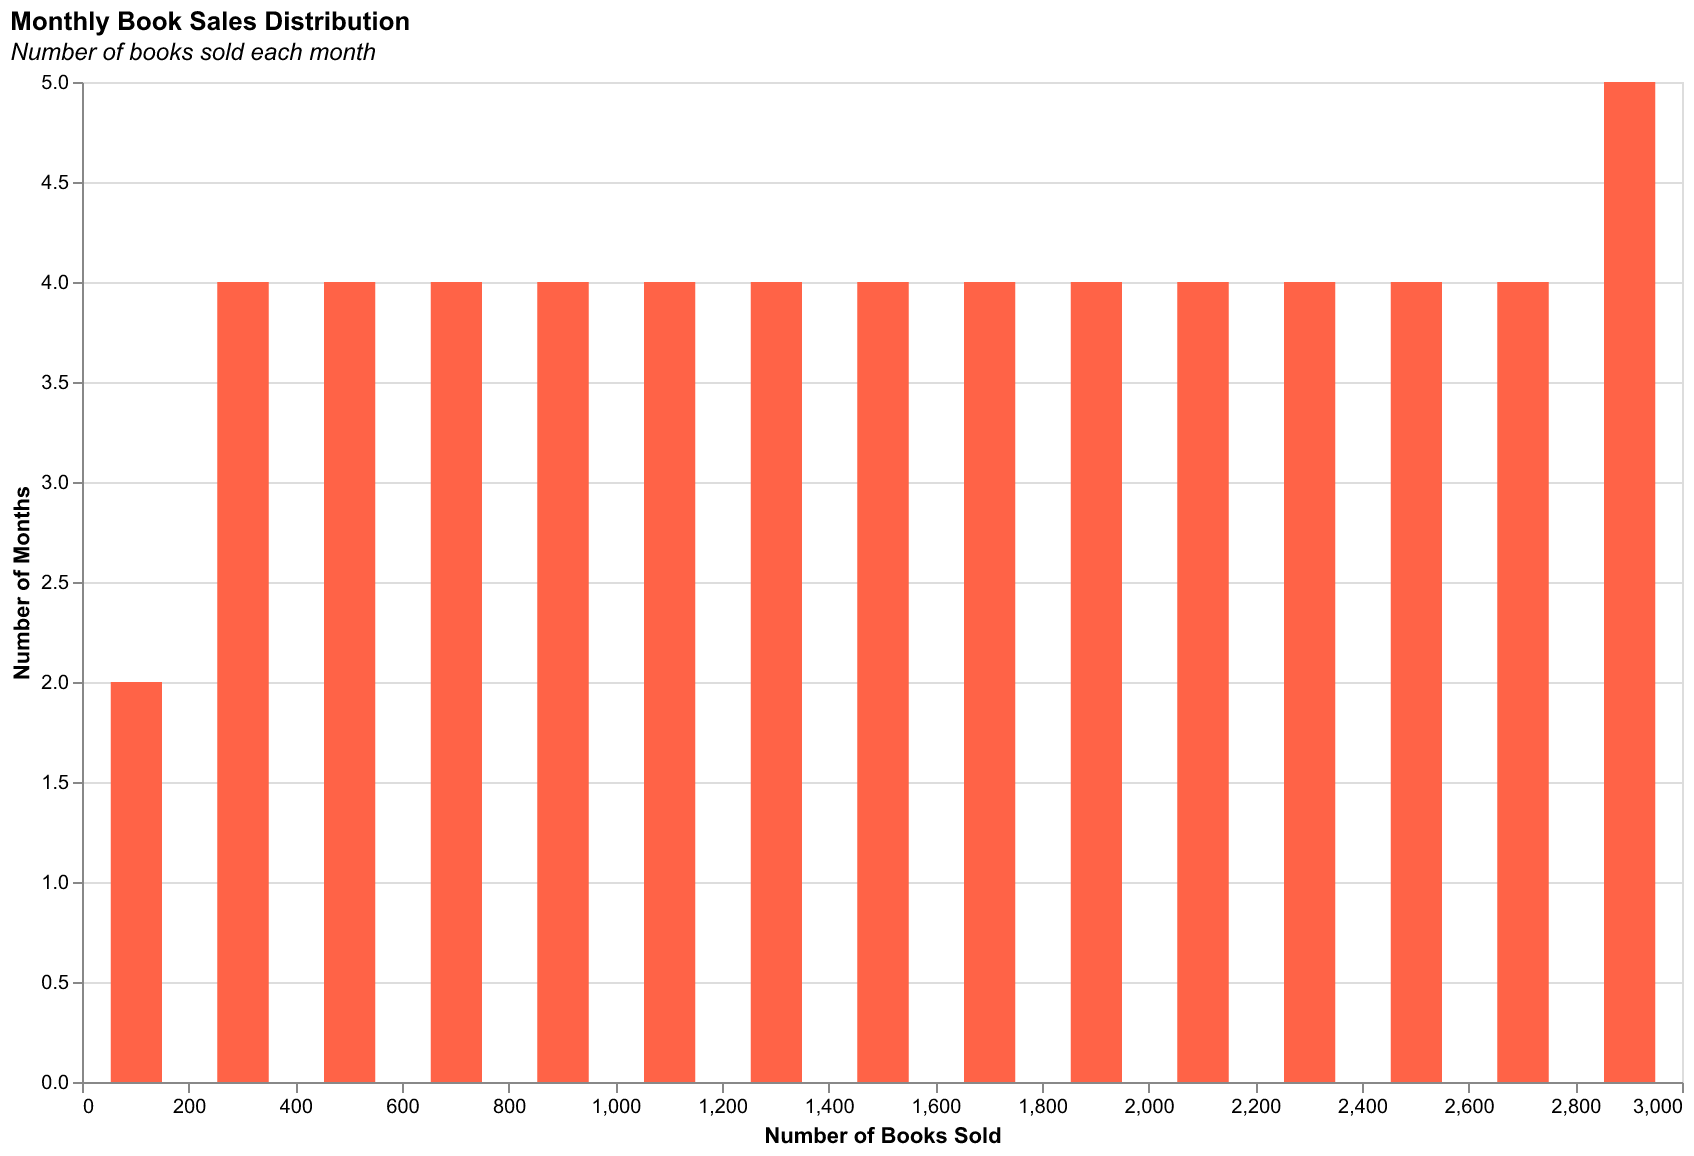 Monthly Book Sales Distribution
Number of books sold each month
5.0
4.5
4.0
3.5
3.0
2.5
2.0
1.5
1.0
0.5
0.0
Number of Months
0 200 400 600 800 1,000 1,200 1,400 1,600 1,800 2,000 2,200 2,400 2,600 2,800 3,000
Number of Books Sold